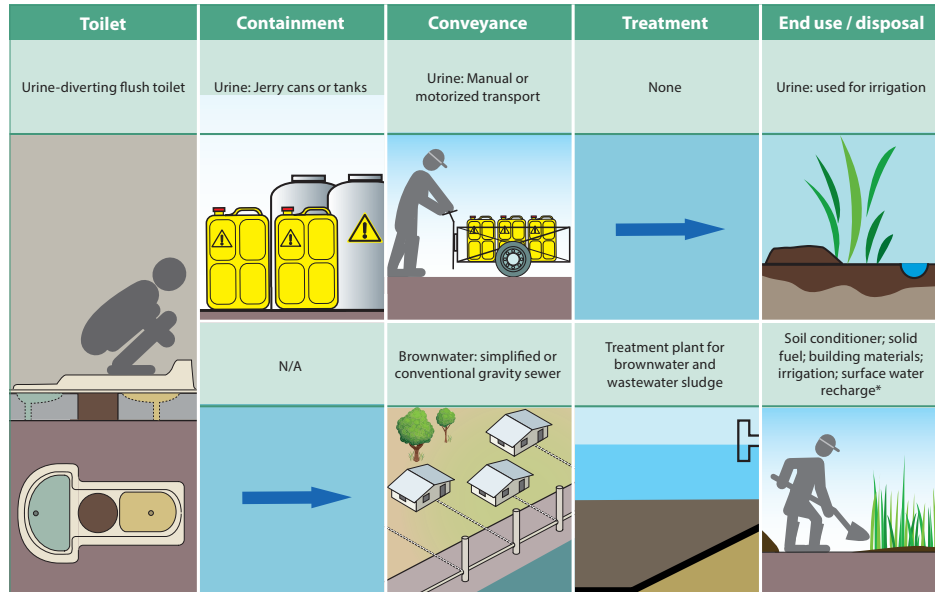 Toilet
Containment
Conveyance
Treatment
End use / disposal
Urine-diverting flush toilet
Urine: Jerry cans or tanks
Urine: Manual or
motorized transport
None
Urine: used for irrigation
N/A
Brownwater: simplified or
conventional gravity sewer
Treatment plant for
brownwater and
wastewater sludge
Soil conditioner; solid
fuel; building materials;
irrigation; surface water
recharge*